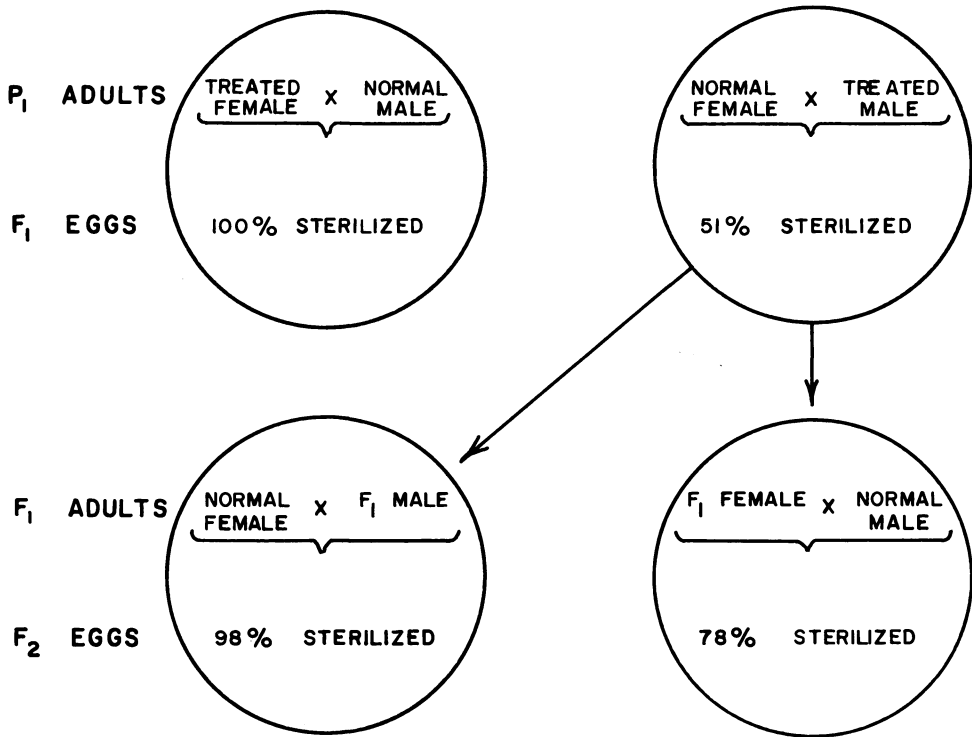 P₁ ADULTS
TREATED FEMALE X NORMAL MALE
NORMAL FEMALE X TREATED MALE
F₁ EGGS
100% STERILIZED
51% STERILIZED
F₁ ADULTS
NORMAL FEMALE X F₁ MALE
F₁ FEMALE X NORMAL MALE
F₂ EGGS
98% STERILIZED
78% STERILIZED